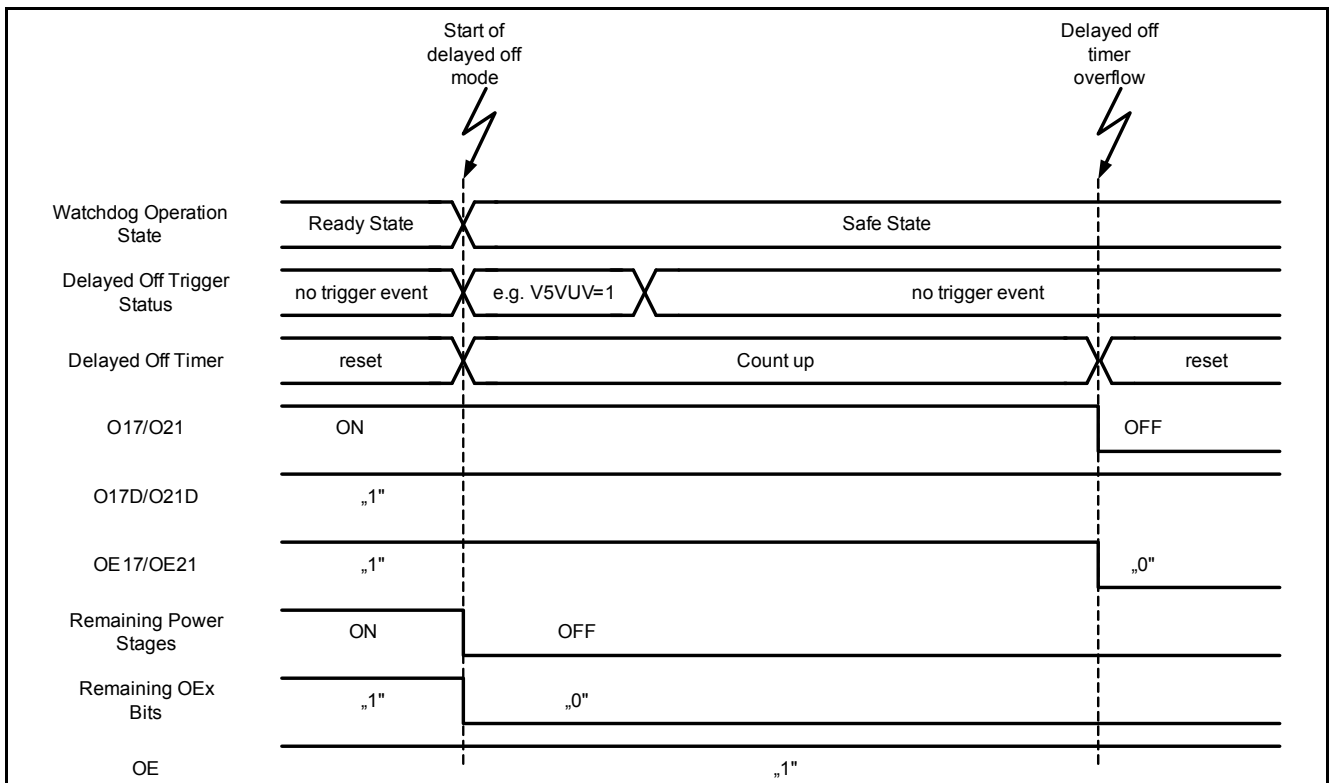 Start of
delayed off
mode
Delayed off
timer
overflow
Watchdog Operation
State
Ready State
Safe State
Delayed Off Trigger
Status
no trigger event
e.g. V5VUV=1
no trigger event
Delayed Off Timer
reset
Count up
reset
O17/O21
ON
OFF
O17D/O21D
„1"
OE17/OE21
„1"
„0"
Remaining Power
Stages
ON
OFF
Remaining OEx
Bits
„1"
„0"
OE
„1"